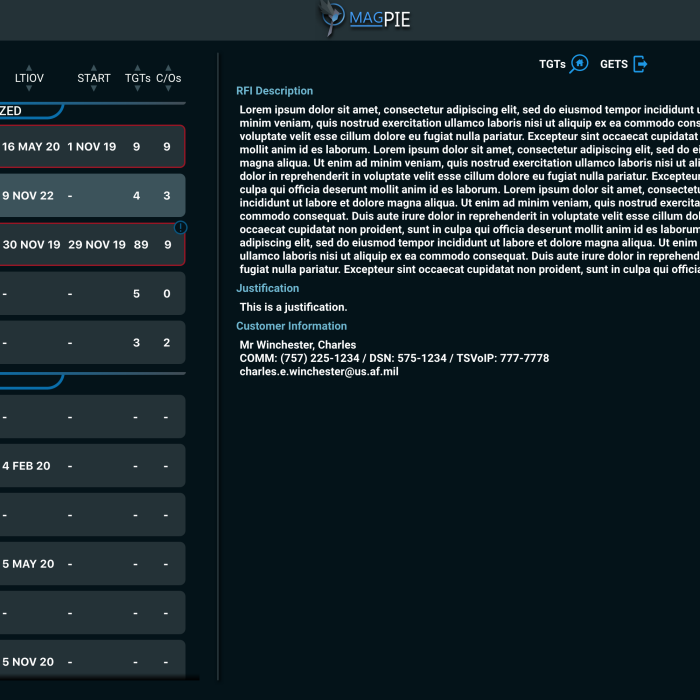 MAGPIE
LTIOV START TGTs C/Os
ZED
16 MAY 20 1 NOV 19 9 9
9 NOV 22 - 4 3
30 NOV 19 29 NOV 19 89 9
- - 5 0
- - 3 2
- - - -
4 FEB 20 - - -
- - - -
5 MAY 20 - - -
- - - -
5 NOV 20 - - -
TGTs GETS
RFI Description
Lorem ipsum dolor sit amet, consectetur adipiscing elit, sed do eiusmod tempor incididunt u
minim veniam, quis nostrud exercitation ullamco laboris nisi ut aliquip ex ea commodo cons
voluptate velit esse cillum dolore eu fugiat nulla pariatur. Excepteur sint occaecat cupidatat
mollit anim id es laborum. Lorem ipsum dolor sit amet, consectetur adipiscing elit, sed do ei
magna aliqua. Ut enim ad minim veniam, quis nostrud exercitation ullamco laboris nisi ut al
dolor in reprehenderit in voluptate velit esse cillum dolore eu fugiat nulla pariatur. Excepteur
culpa qui officia deserunt mollit anim id es laborum. Lorem ipsum dolor sit amet, consectetu
incididunt ut labore et dolore magna aliqua. Ut enim ad minim veniam, quis nostrud exercita
commodo consequat. Duis aute irure dolor in reprehenderit in voluptate velit esse cillum dol
occaecat cupidatat non proident, sunt in culpa qui officia deserunt mollit anim id es laborum
adipiscing elit, sed do eiusmod tempor incididunt ut labore et dolore magna aliqua. Ut enim
ullamco laboris nisi ut aliquip ex ea commodo consequat. Duis aute irure dolor in reprehend
fugiat nulla pariatur. Excepteur sint occaecat cupidatat non proident, sunt in culpa qui officia
Justification
This is a justification.
Customer Information
Mr Winchester, Charles
COMM: (757) 225-1234 / DSN: 575-1234 / TSVoIP: 777-7778
charles.e.winchester@us.af.mil